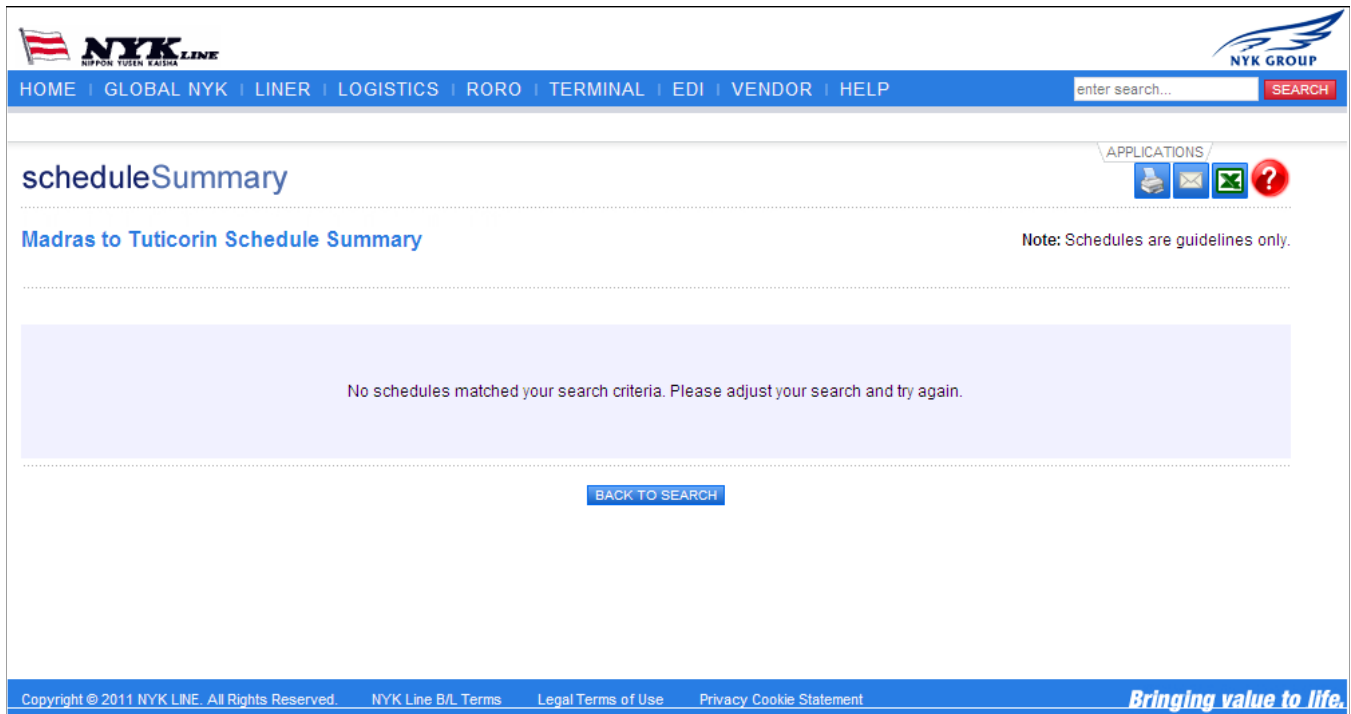 NYK LINE
NIPPON YUSEN KAISHA
NYK GROUP
HOME | GLOBAL NYK | LINER | LOGISTICS | RORO | TERMINAL | EDI | VENDOR | HELP
enter search... SEARCH
APPLICATIONS
scheduleSummary
?
Madras to Tuticorin Schedule Summary
Note: Schedules are guidelines only.
No schedules matched your search criteria. Please adjust your search and try again.
BACK TO SEARCH
Copyright © 2011 NYK LINE. All Rights Reserved. NYK Line B/L Terms Legal Terms of Use Privacy Cookie Statement Bringing value to life.